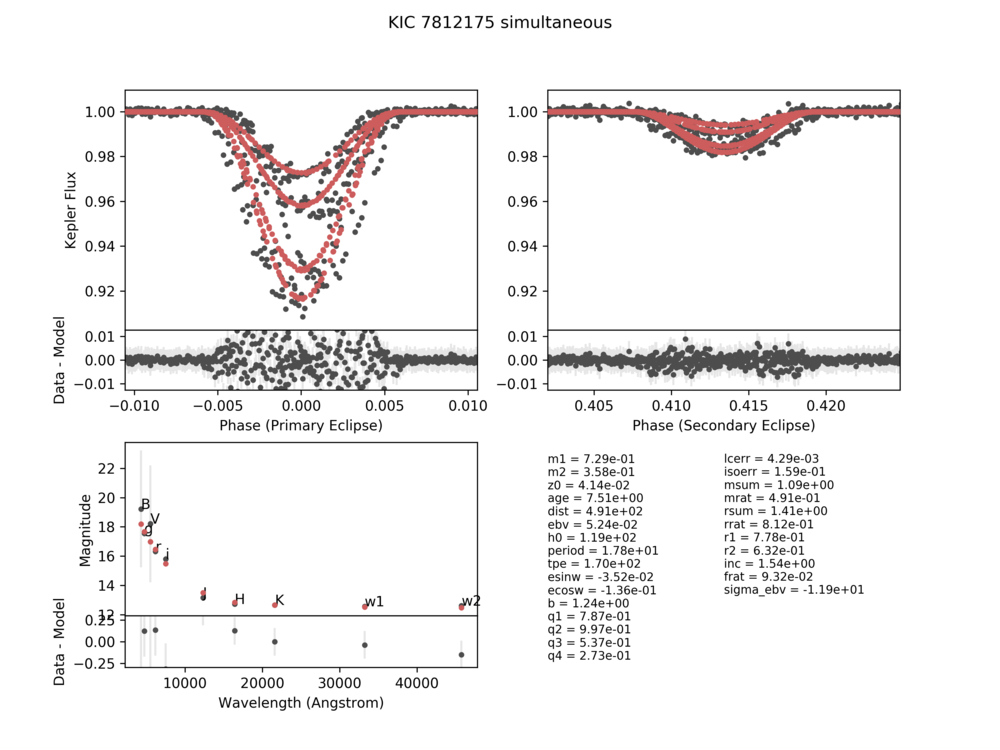 KIC 7812175 simultaneous
1.00
0.98
0.96
0.94
0.92
Kepler Flux
0.01
0.00
−0.01
Data - Model
−0.010 −0.005 0.000 0.005 0.010
Phase (Primary Eclipse)
1.00
0.98
0.96
0.94
0.92
0.01
0.00
−0.01
0.405 0.410 0.415 0.420
Phase (Secondary Eclipse)
22
20
18
16
14
12
Magnitude
B
V
g
r
i
J
H
K
w1
w2
0.25
0.00
−0.25
Data - Model
10000 20000 30000 40000
Wavelength (Angstrom)
m1 = 7.29e-01
m2 = 3.58e-01
z0 = 4.14e-02
age = 7.51e+00
dist = 4.91e+02
ebv = 5.24e-02
h0 = 1.19e+02
period = 1.78e+01
tpe = 1.70e+02
esinw = -3.52e-02
ecosw = -1.36e-01
b = 1.24e+00
q1 = 7.87e-01
q2 = 9.97e-01
q3 = 5.37e-01
q4 = 2.73e-01
lcerr = 4.29e-03
isoerr = 1.59e-01
msum = 1.09e+00
mrat = 4.91e-01
rsum = 1.41e+00
rrat = 8.12e-01
r1 = 7.78e-01
r2 = 6.32e-01
inc = 1.54e+00
frat = 9.32e-02
sigma_ebv = -1.19e+01